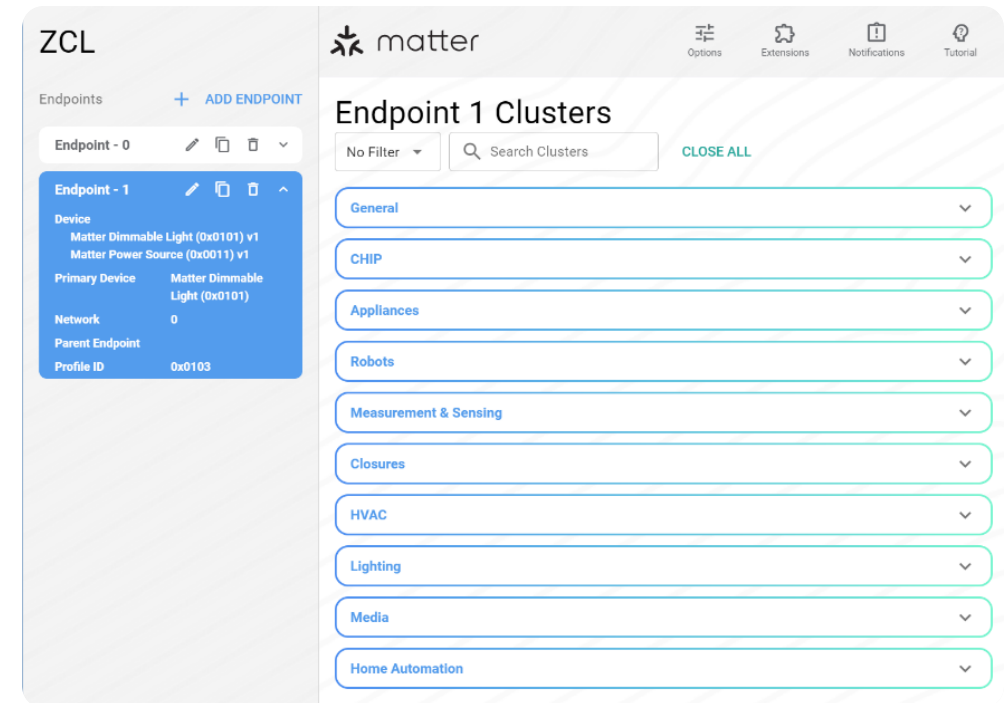 ZCL
matter
Options
Extensions
Notifications
Tutorial
Endpoints
ADD ENDPOINT
Endpoint - 0
Endpoint - 1
Device
Matter Dimmable Light (0x0101) v1
Matter Power Source (0x0011) v1
Primary Device Matter Dimmable
Light (0x0101)
Network 0
Parent Endpoint
Profile ID 0x0103
Endpoint 1 Clusters
No Filter
Search Clusters
CLOSE ALL
General
CHIP
Appliances
Robots
Measurement & Sensing
Closures
HVAC
Lighting
Media
Home Automation